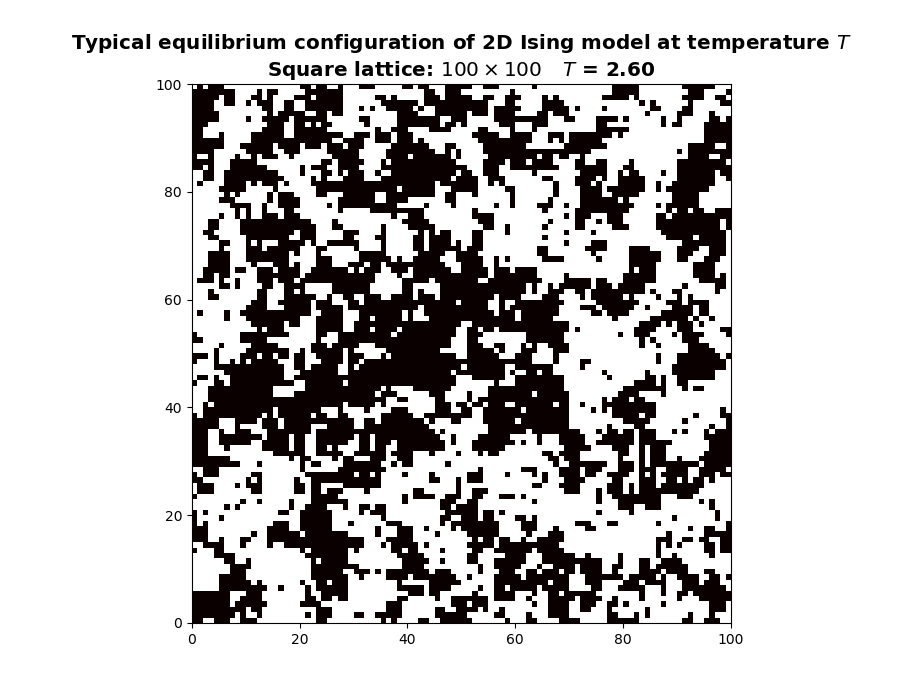 Typical equilibrium configuration of 2D Ising model at temperature T
Square lattice: 100 × 100 T = 2.60
100
80
60
40
20
0
0 20 40 60 80 100